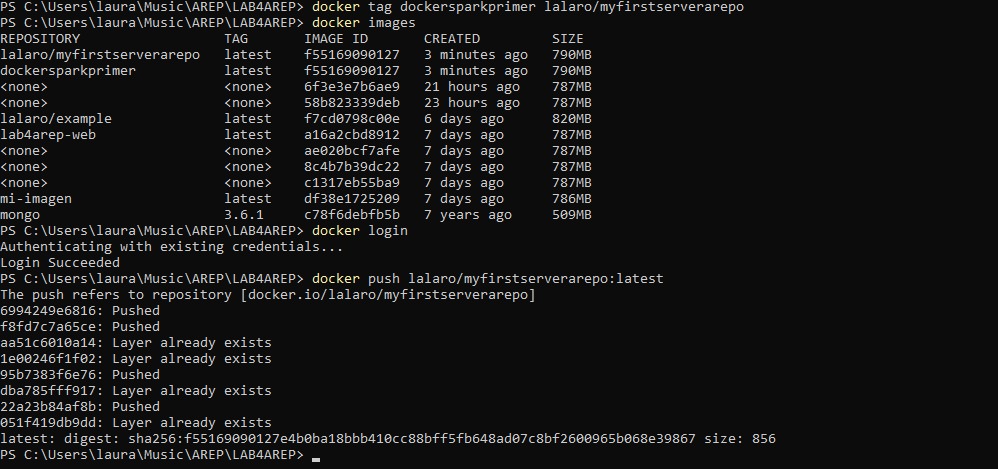 PS C:\Users\laura\Music\AREP\LAB4AREP> docker tag dockersparkprimer lalaro/myfirstserverarepo
PS C:\Users\laura\Music\AREP\LAB4AREP> docker images
REPOSITORY TAG IMAGE ID CREATED SIZE
lalaro/myfirstserverarepo latest f55169090127 3 minutes ago 790MB
dockersparkprimer latest f55169090127 3 minutes ago 790MB
<none> <none> 6f3e3e7b6ae9 21 hours ago 787MB
<none> <none> 58b823339deb 23 hours ago 787MB
lalaro/example latest f7cd0798c00e 6 days ago 820MB
lab4arep-web latest a16a2cbd8912 7 days ago 787MB
<none> <none> ae020bcf7afe 7 days ago 787MB
<none> <none> 8c4b7b39dc22 7 days ago 787MB
<none> <none> c1317eb55ba9 7 days ago 787MB
mi-imagen latest df38e1725209 7 days ago 786MB
mongo 3.6.1 c78f6debfb5b 7 years ago 509MB
PS C:\Users\laura\Music\AREP\LAB4AREP> docker login
Authenticating with existing credentials...
Login Succeeded
PS C:\Users\laura\Music\AREP\LAB4AREP> docker push lalaro/myfirstserverarepo:latest
The push refers to repository [docker.io/lalaro/myfirstserverarepo]
6994249e6816: Pushed
f8fd7c7a65ce: Pushed
aa51c6010a14: Layer already exists
1e00246f1f02: Layer already exists
95b7383f6e76: Pushed
dba785fff917: Layer already exists
22a23b84af8b: Pushed
051f419db9dd: Layer already exists
latest: digest: sha256:f55169090127e4b0ba18bbb410cc88bff5fb648ad07c8bf2600965b068e39867 size: 856
PS C:\Users\laura\Music\AREP\LAB4AREP>